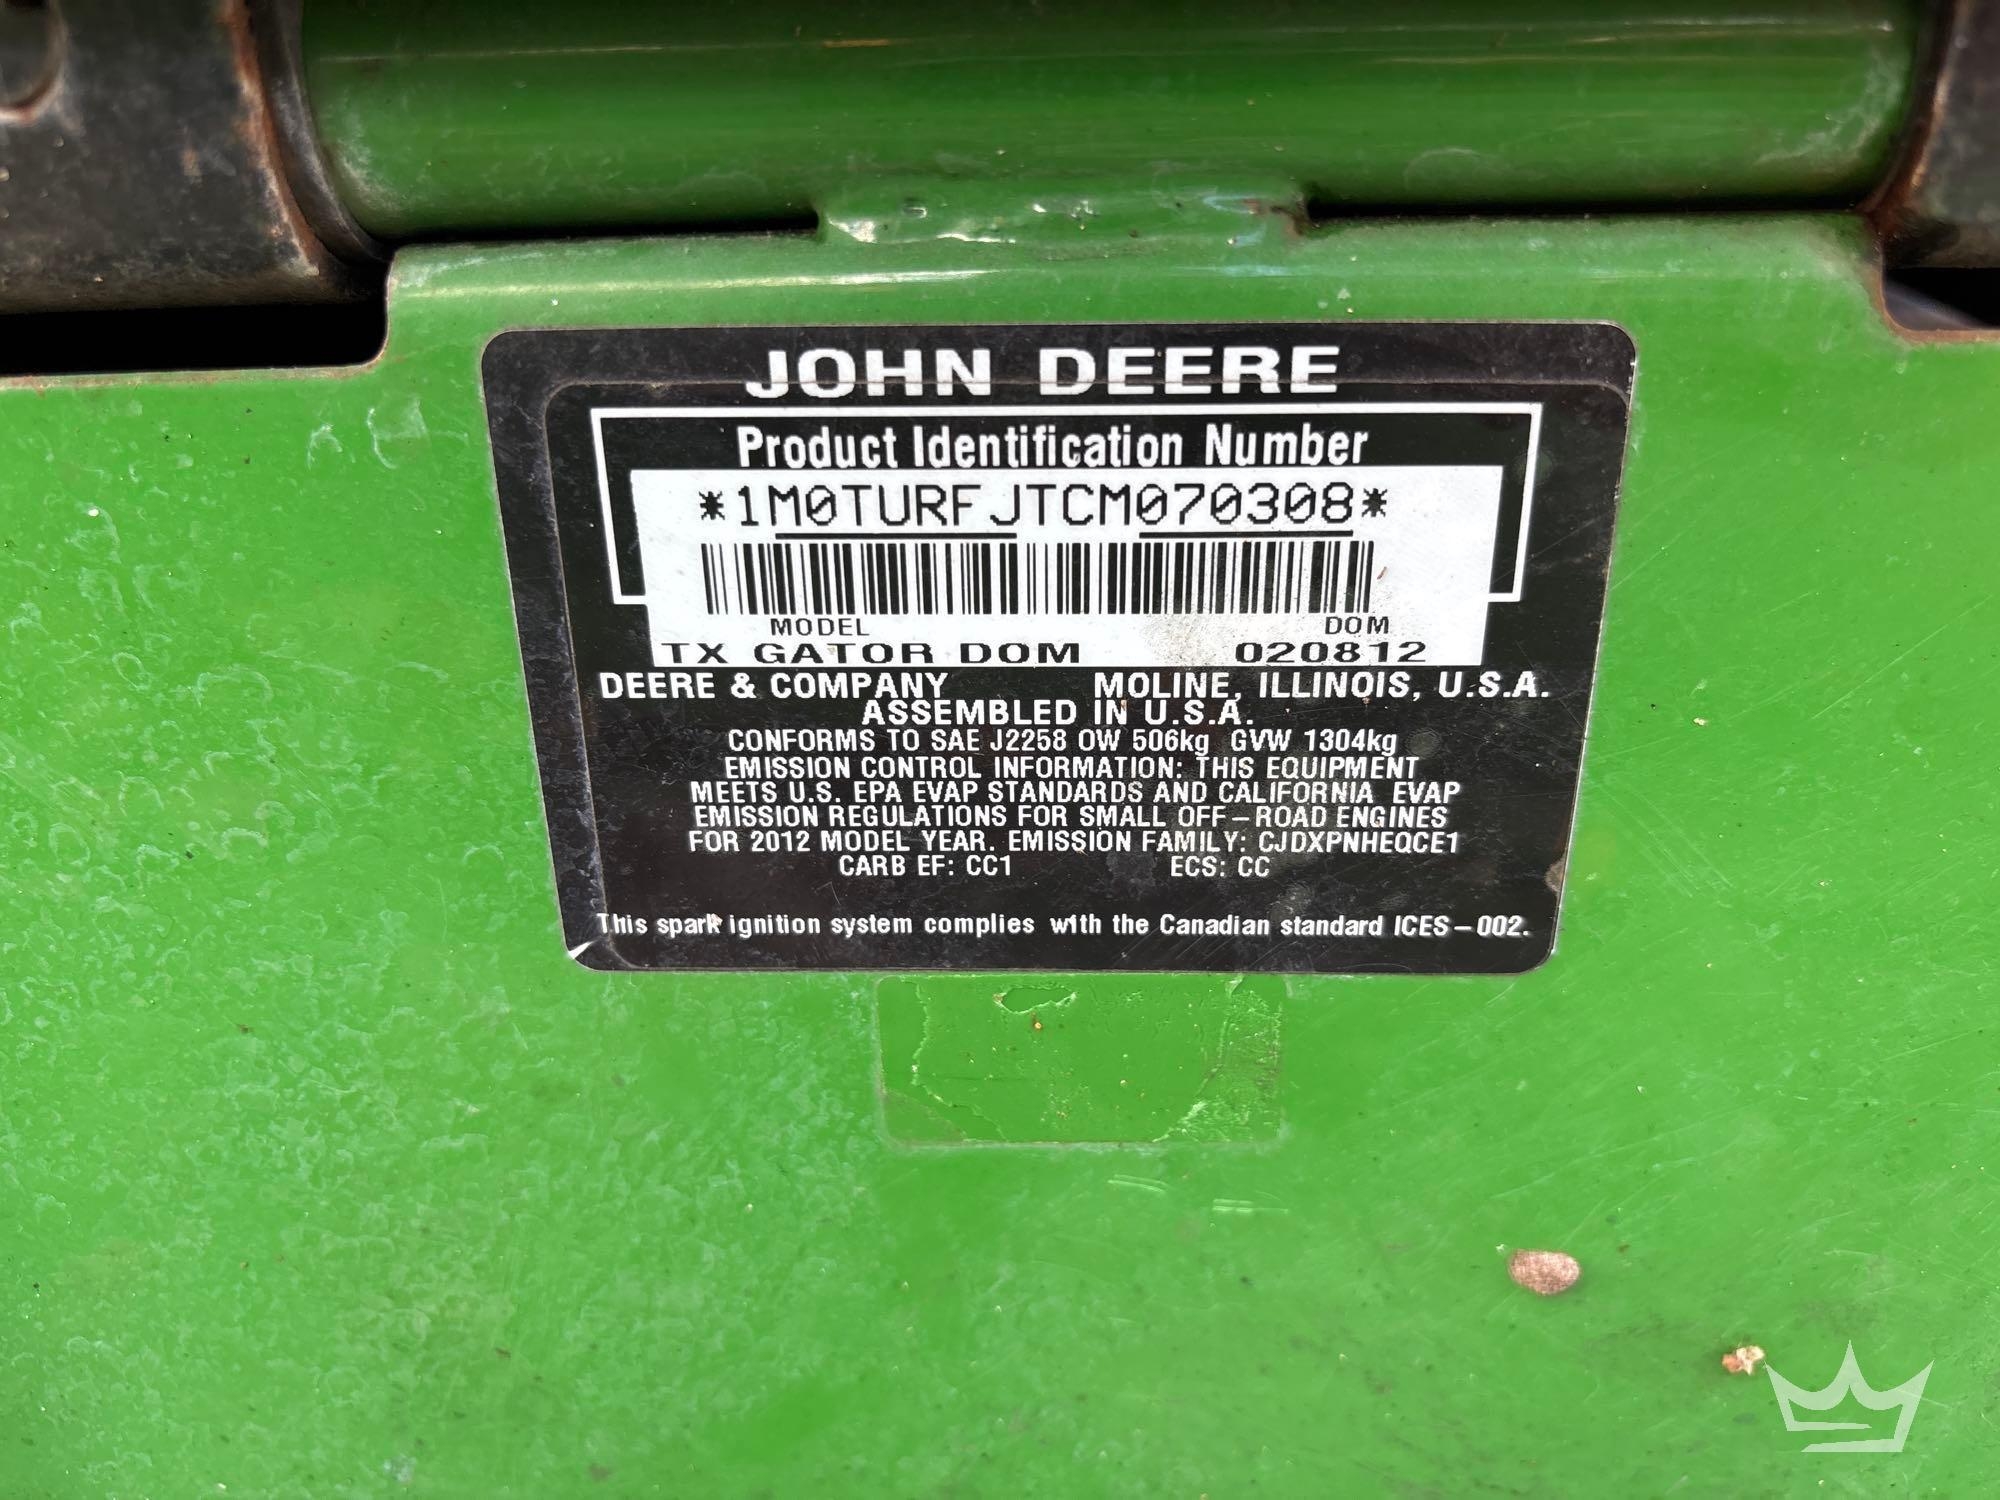 JOHN DEERE
Product Identification Number
*1M0TURFJTCM070308*
MODEL DOM
TX GATOR DOM 020812
DEERE & COMPANY MOLINE, ILLINOIS, U.S.A.
ASSEMBLED IN U.S.A.
CONFORMS TO SAE J2258 OW 506kg GVW 1304kg
EMISSION CONTROL INFORMATION: THIS EQUIPMENT
MEETS U.S. EPA EVAP STANDARDS AND CALIFORNIA EVAP
EMISSION REGULATIONS FOR SMALL OFF-ROAD ENGINES
FOR 2012 MODEL YEAR. EMISSION FAMILY: CJDXPNHEQCE1
CARB EF: CC1 ECS: CC
This spark ignition system complies with the Canadian standard ICES-002.